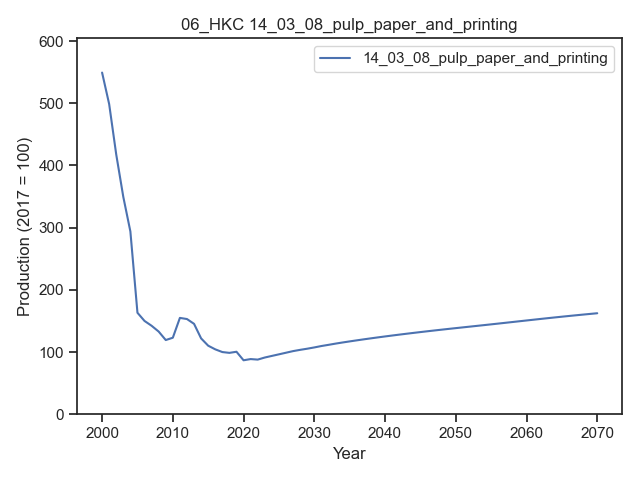 06_HKC 14_03_08_pulp_paper_and_printing
14_03_08_pulp_paper_and_printing
Production (2017 = 100)
600
500
400
300
200
100
0
2000 2010 2020 2030 2040 2050 2060 2070
Year